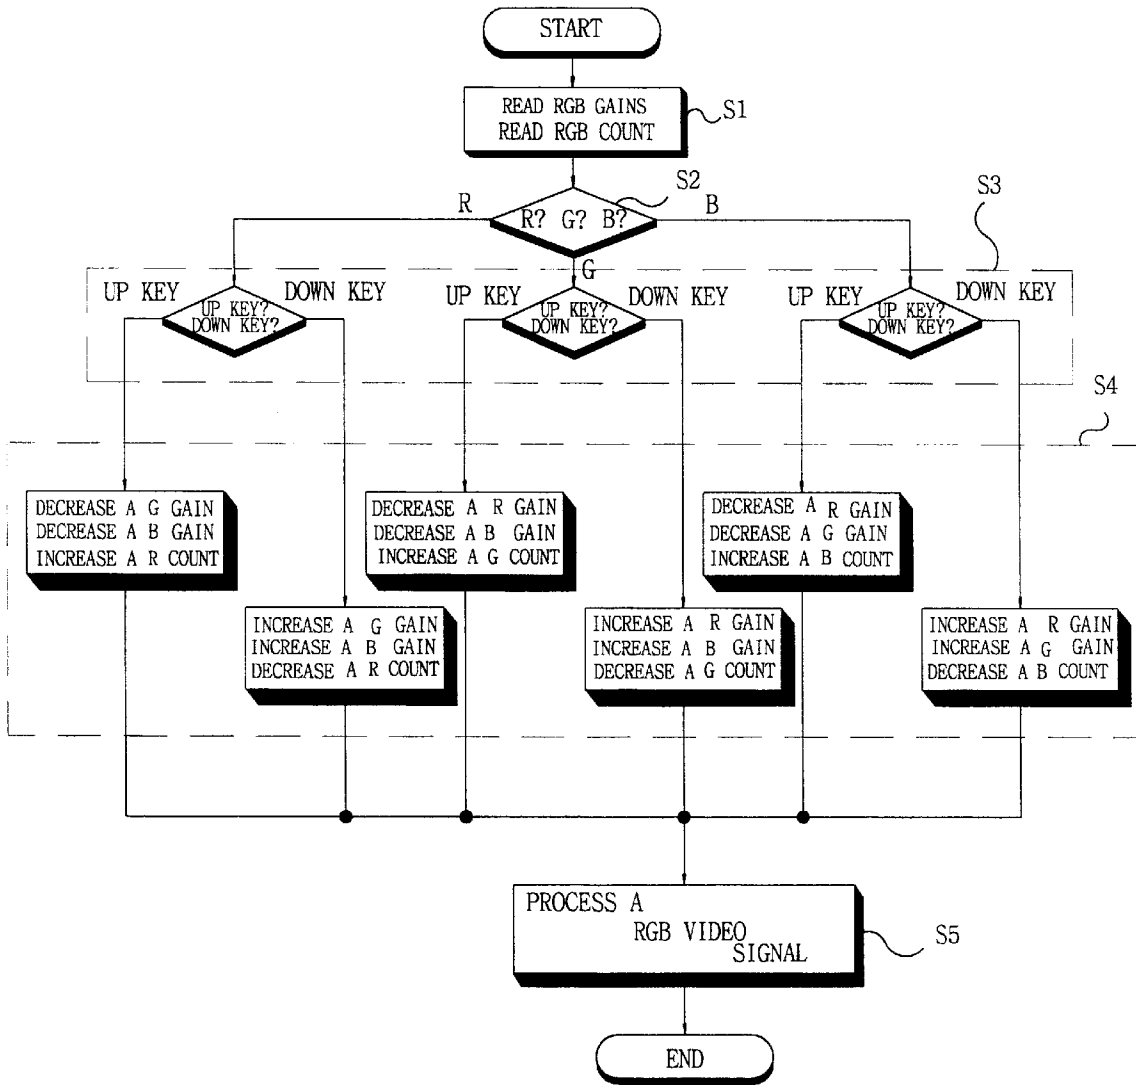 START
READ RGB GAINS
READ RGB COUNT
S1
S2
S3
R
R? G? B?
B
G
UP KEY
DOWN KEY
UP KEY?
DOWN KEY?
UP KEY
DOWN KEY
UP KEY?
DOWN KEY?
UP KEY
DOWN KEY
UP KEY?
DOWN KEY?
S4
DECREASE A G GAIN
DECREASE A B GAIN
INCREASE A R COUNT
DECREASE A R GAIN
DECREASE A B GAIN
INCREASE A G COUNT
DECREASE A R GAIN
DECREASE A G GAIN
INCREASE A B COUNT
INCREASE A G GAIN
INCREASE A B GAIN
DECREASE A R COUNT
INCREASE A R GAIN
INCREASE A B GAIN
DECREASE A G COUNT
INCREASE A R GAIN
INCREASE A G GAIN
DECREASE A B COUNT
PROCESS A
RGB VIDEO
SIGNAL
S5
END